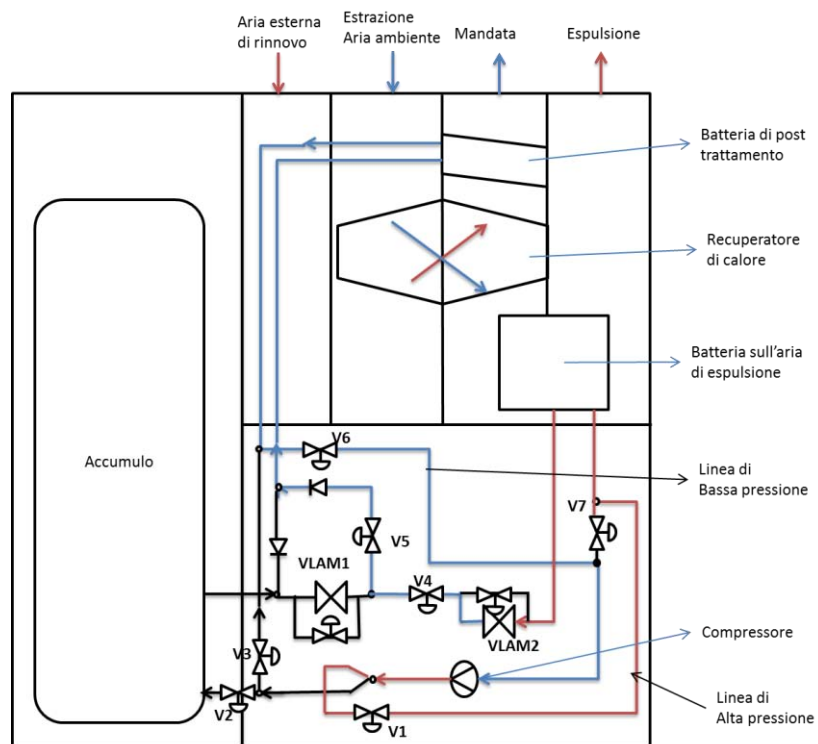 Aria esterna
di rinnovo
Estrazione
Aria ambiente
Mandata
Espulsione
Batteria di post
trattamento
Recuperatore
di calore
Batteria sull'aria
di espulsione
Accumulo
V6
Linea di
Bassa pressione
V7
V5
VLAM1
V4
VLAM2
Compressore
V3
V2
V1
Linea di
Alta pressione